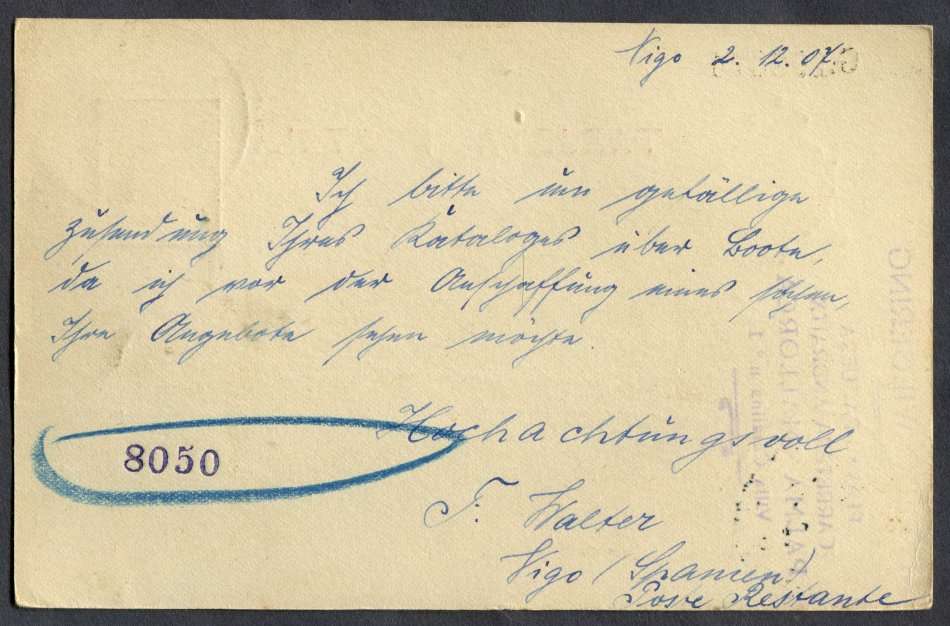 Vigo 2. 12. 07.
Ich bitte um gefällige
Zusendung Ihres Kataloges über Boote,
da ich vor der Anschaffung eines solchen,
Ihre Angebote sehen möchte.
Hochachtungsvoll
8050
F. Walter
Vigo (Spanien)
Poste Restante